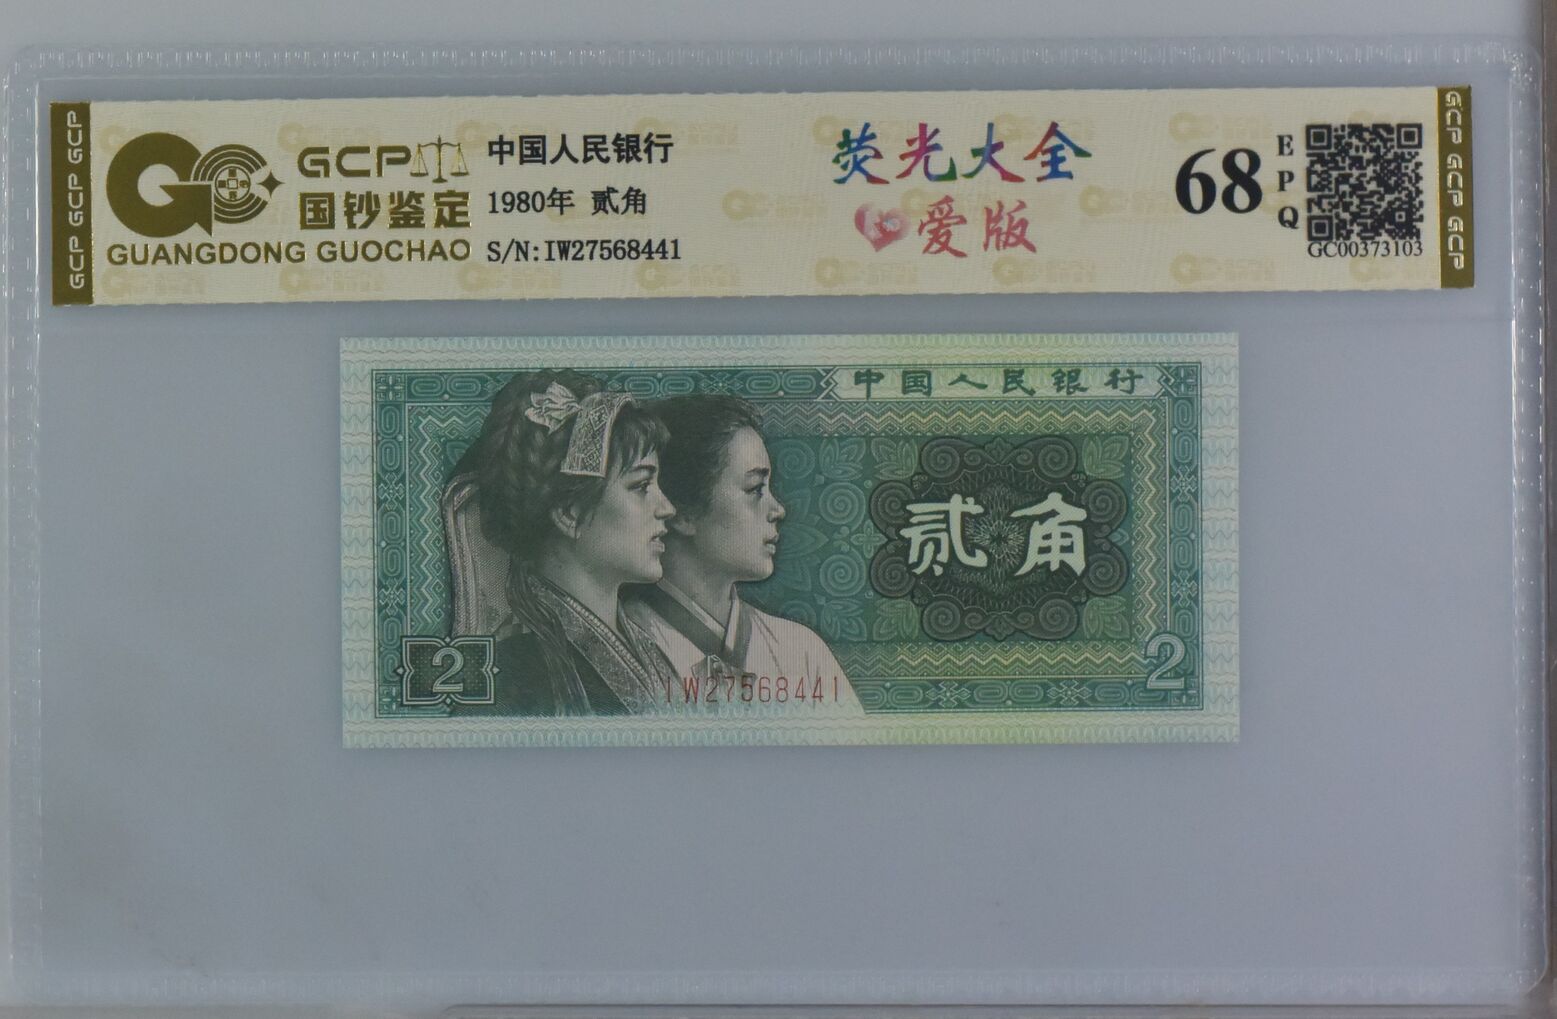 GCP GCP GCP
GCP
国钞鉴定
GUANGDONG GUOCHAO
中国人民银行
1980年 贰角
S/N:IW27568441
荧光大全
爱版
68
EPQ
GC00373103
GCP GCP GCP
中国人民银行
贰角
2
2
IW27568441